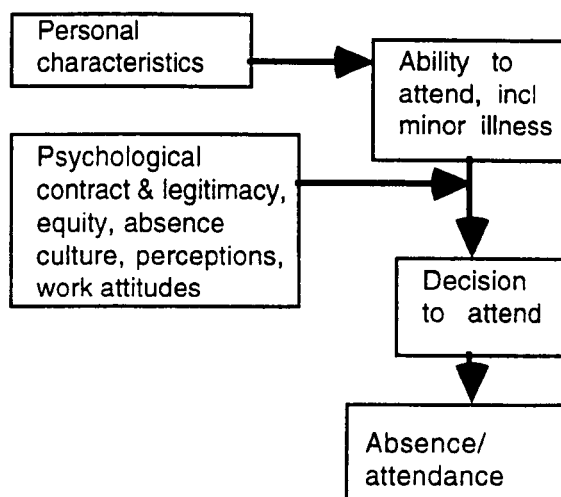 Personal
characteristics
Ability to
attend, incl
minor illness
Psychological
contract & legitimacy,
equity, absence
culture, perceptions,
work attitudes
Decision
to attend
Absence/
attendance